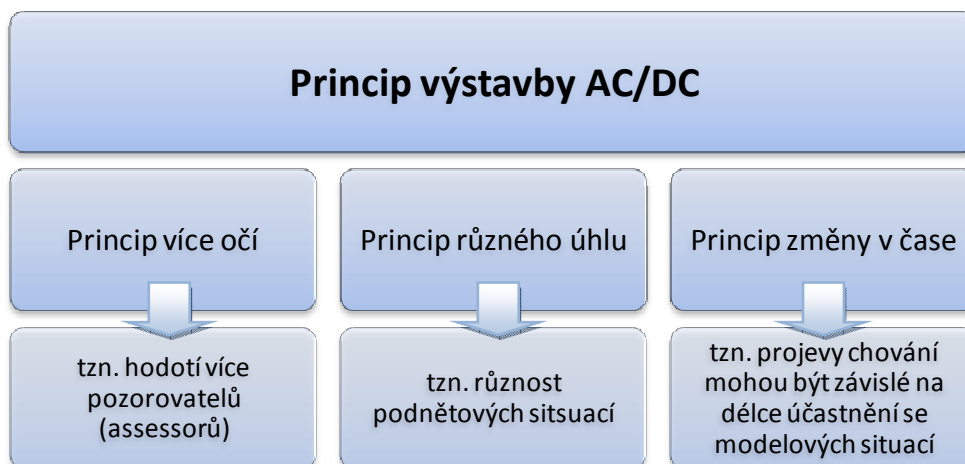 Princip výstavby AC/DC
Princip více očí
Princip různého úhlu
Princip změny v čase
tzn. hodotí více
pozorovatelů
(assessorů)
tzn. různost
podnětových sitsuací
tzn. projevy chování
mohou být závislé na
délce účastnění se
modelových situací